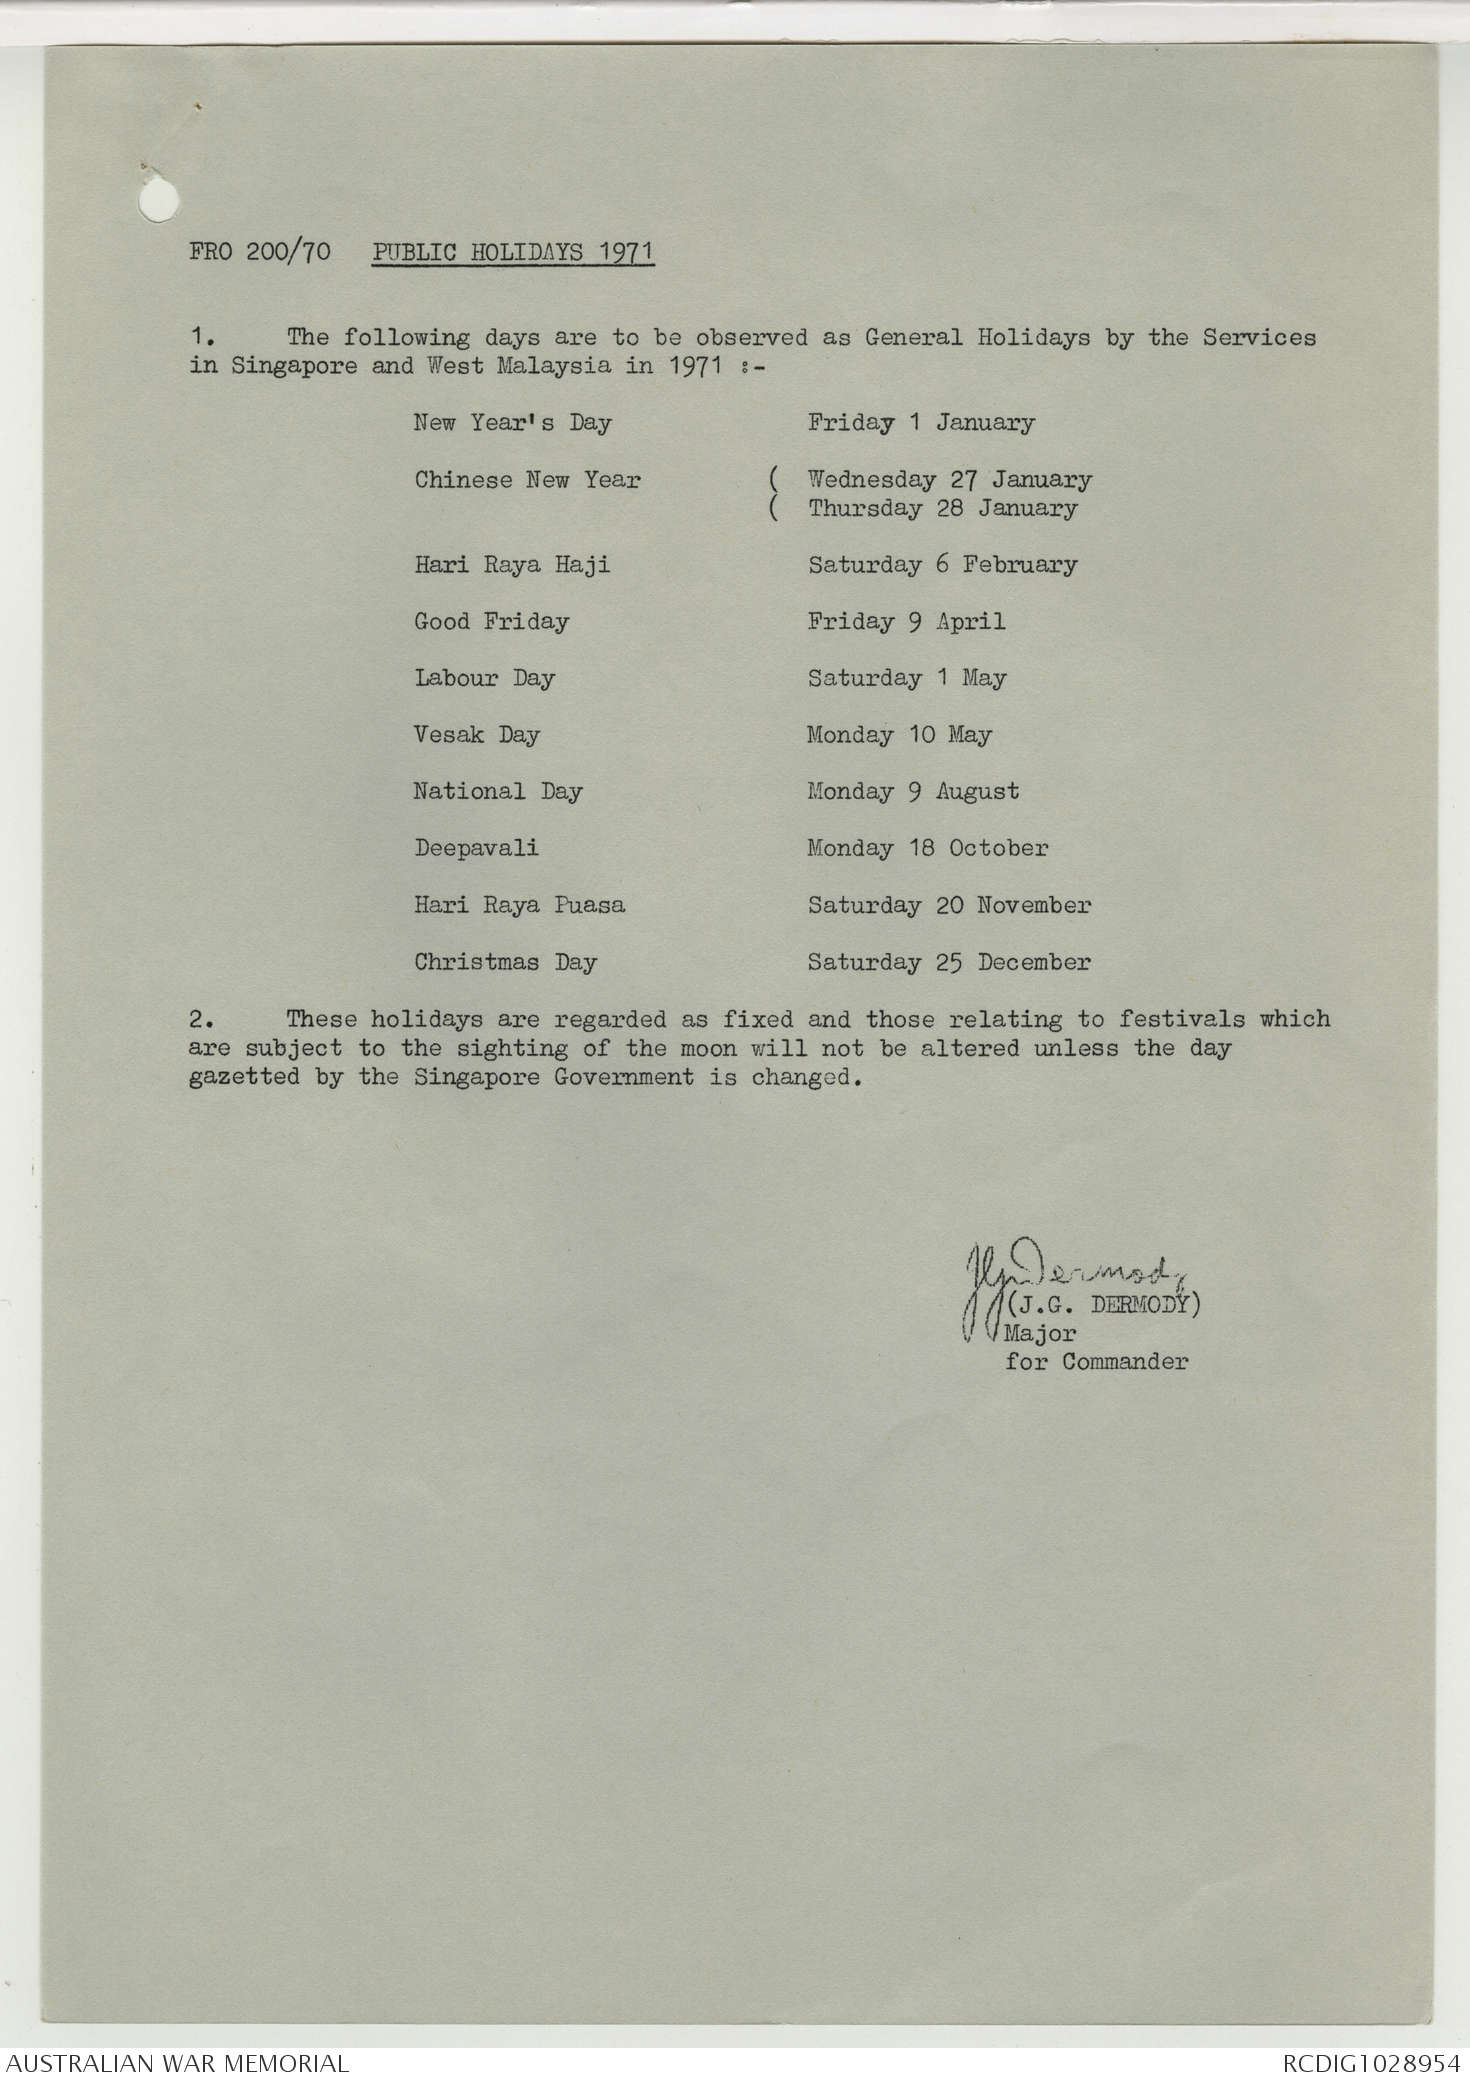 FRO 200/70 PUBLIC HOLIDAYS 1971
1. The following days are to be observed as General Holidays by the Services
in Singapore and West Malaysia in 1971 :-
New Year's Day Friday 1 January
Chinese New Year ( Wednesday 27 January
( Thursday 28 January
Hari Raya Haji Saturday 6 February
Good Friday Friday 9 April
Labour Day Saturday 1 May
Vesak Day Monday 10 May
National Day Monday 9 August
Deepavali Monday 18 October
Hari Raya Puasa Saturday 20 November
Christmas Day Saturday 25 December
2. These holidays are regarded as fixed and those relating to festivals which
are subject to the sighting of the moon will not be altered unless the day
gazetted by the Singapore Government is changed.
JGDermody
(J.G. DERMODY)
Major
for Commander
AUSTRALIAN WAR MEMORIAL RCDIG1028954